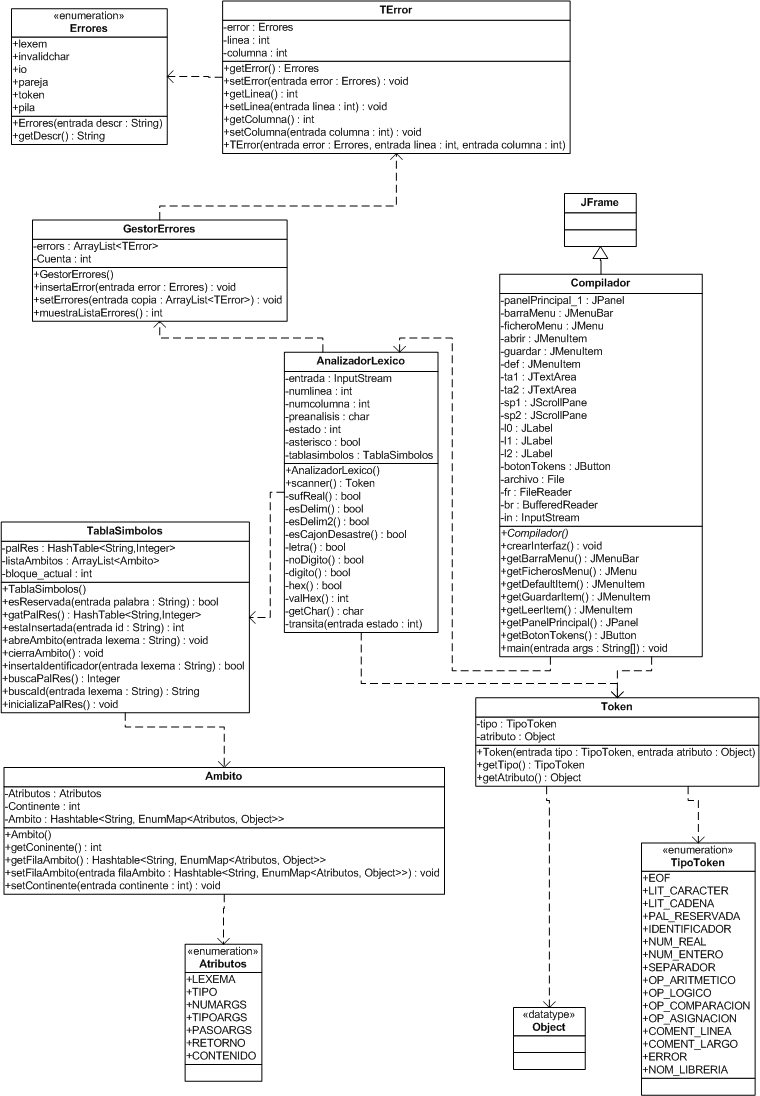 «enumeration»
Errores
+lexem
+invalidchar
+io
+pareja
+token
+pila
+Errores(entrada descr : String)
+getDescr() : String
TError
-error : Errores
-linea : int
-columna : int
+getError() : Errores
+setError(entrada error : Errores) : void
+getLinea() : int
+setLinea(entrada linea : int) : void
+getColumna() : int
+setColumna(entrada columna : int) : void
+TError(entrada error : Errores, entrada linea : int, entrada columna : int)
GestorErrores
-errors : ArrayList<TError>
-Cuenta : int
+GestorErrores()
+insertaError(entrada error : Errores) : void
+setErrores(entrada copia : ArrayList<TError>) : void
+muestraListaErrores() : int
JFrame
Compilador
-panelPrincipal_1 : JPanel
-barraMenu : JMenuBar
-ficheroMenu : JMenu
-abrir : JMenuItem
-guardar : JMenuItem
-def : JMenuItem
-ta1 : JTextArea
-ta2 : JTextArea
-sp1 : JScrollPane
-sp2 : JScrollPane
-l0 : JLabel
-l1 : JLabel
-l2 : JLabel
-botonTokens : JButton
-archivo : File
-fr : FileReader
-br : BufferedReader
-in : InputStream
+Compilador()
+crearInterfaz() : void
+getBarraMenu() : JMenuBar
+getFicherosMenu() : JMenu
+getDefaultItem() : JMenuItem
+getGuardarItem() : JMenuItem
+getLeerItem() : JMenuItem
+getPanelPrincipal() : JPanel
+getBotonTokens() : JButton
+main(entrada args : String[]) : void
AnalizadorLexico
-entrada : InputStream
-numlinea : int
-numcolumna : int
-preanalisis : char
-estado : int
-asterisco : bool
-tablasimbolos : TablaSimbolos
+AnalizadorLexico()
+scanner() : Token
-sufReal() : bool
-esDelim() : bool
-esDelim2() : bool
-esCajonDesastre() : bool
-letra() : bool
-noDigito() : bool
-digito() : bool
-hex() : bool
-valHex() : int
-getChar() : char
-transita(entrada estado : int)
TablaSimbolos
-palRes : HashTable<String,Integer>
-listaAmbitos : ArrayList<Ambito>
-bloque_actual : int
+TablaSimbolos()
+esReservada(entrada palabra : String) : bool
+gatPalRes() : HashTable<String,Integer>
+estaInsertada(entrada id : String) : int
+abreAmbito(entrada lexema : String) : void
+cierraAmbito() : void
+insertaIdentificador(entrada lexema : String) : bool
+buscaPalRes() : Integer
+buscaId(entrada lexema : String) : String
+inicializaPalRes() : void
Token
-tipo : TipoToken
-atributo : Object
+Token(entrada tipo : TipoToken, entrada atributo : Object)
+getTipo() : TipoToken
+getAtributo() : Object
Ambito
-Atributos : Atributos
-Continente : int
-Ambito : Hashtable<String, EnumMap<Atributos, Object>>
+Ambito()
+getConinente() : int
+getFilaAmbito() : Hashtable<String, EnumMap<Atributos, Object>>
+setFilaAmbito(entrada filaAmbito : Hashtable<String, EnumMap<Atributos, Object>>) : void
+setContinente(entrada continente : int) : void
«enumeration»
TipoToken
+EOF
+LIT_CARACTER
+LIT_CADENA
+PAL_RESERVADA
+IDENTIFICADOR
+NUM_REAL
+NUM_ENTERO
+SEPARADOR
+OP_ARITMETICO
+OP_LOGICO
+OP_COMPARACION
+OP_ASIGNACION
+COMENT_LINEA
+COMENT_LARGO
+ERROR
+NOM_LIBRERIA
«enumeration»
Atributos
+LEXEMA
+TIPO
+NUMARGS
+TIPOARGS
+PASOARGS
+RETORNO
+CONTENIDO
«datatype»
Object